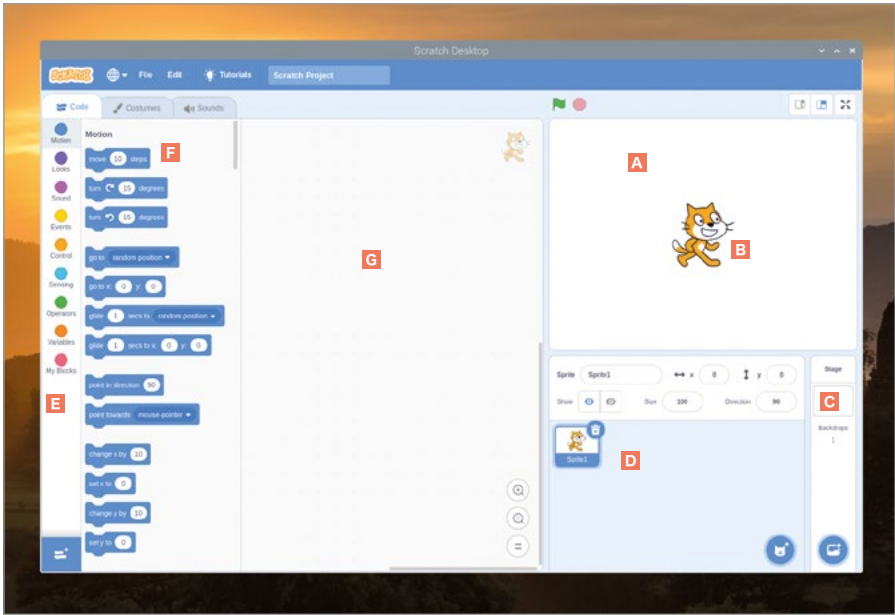 Scratch Desktop
SCRATCH
File Edit Tutorials Scratch Project
Code Costumes Sounds
Motion
Looks
Sound
Events
Control
Sensing
Operators
Variables
My Blocks
E
Motion
F
move 10 steps
turn 15 degrees
turn 15 degrees
go to random position
go to x: 0 y: 0
glide 1 secs to random position
glide 1 secs to x: 0 y: 0
point in direction 90
point towards mouse-pointer
change x by 10
set x to 0
change y by 10
set y to 0
G
A
B
Sprite Sprite1 x 0 y 0
Show Size 100 Direction 90
Sprite1
D
Stage
C
Backdrops
1